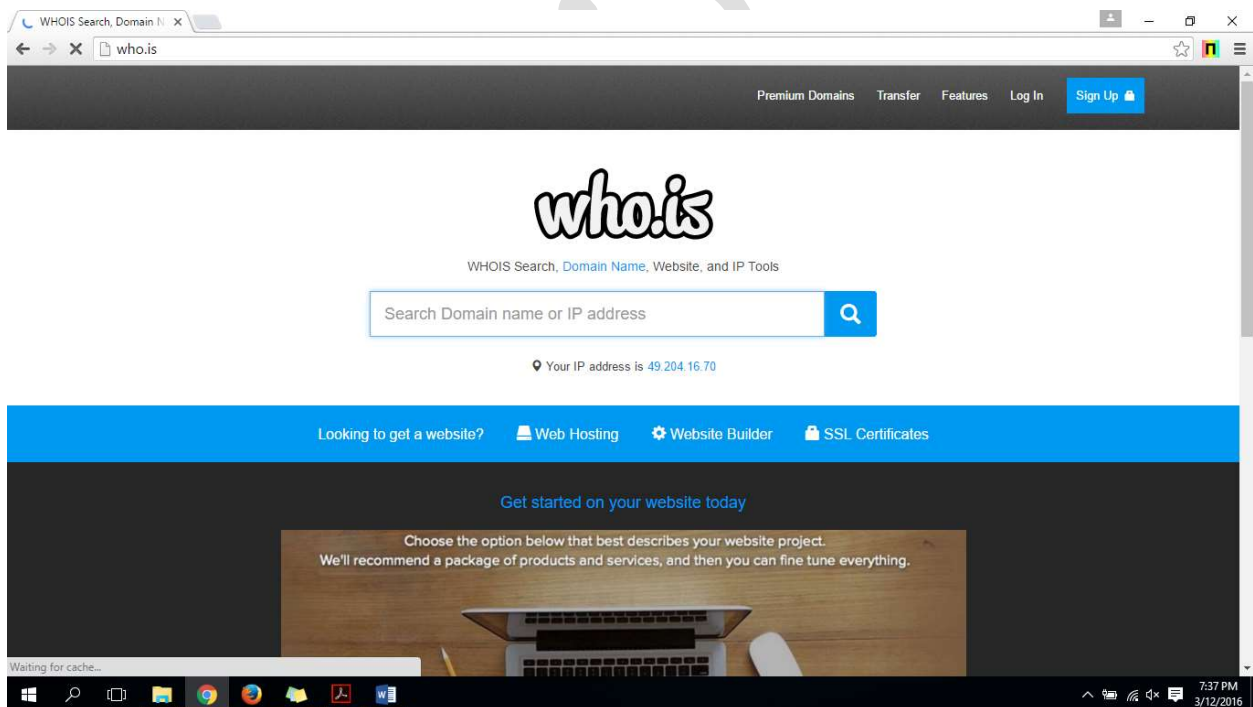 WHOIS Search, Domain N
who.is
Premium Domains Transfer Features Log In Sign Up
who.is
WHOIS Search, Domain Name, Website, and IP Tools
Search Domain name or IP address
Your IP address is 49.204.16.70
Looking to get a website? Web Hosting Website Builder SSL Certificates
Get started on your website today
Choose the option below that best describes your website project.
We'll recommend a package of products and services, and then you can fine tune everything.
Waiting for cache...
7:37 PM
3/12/2016